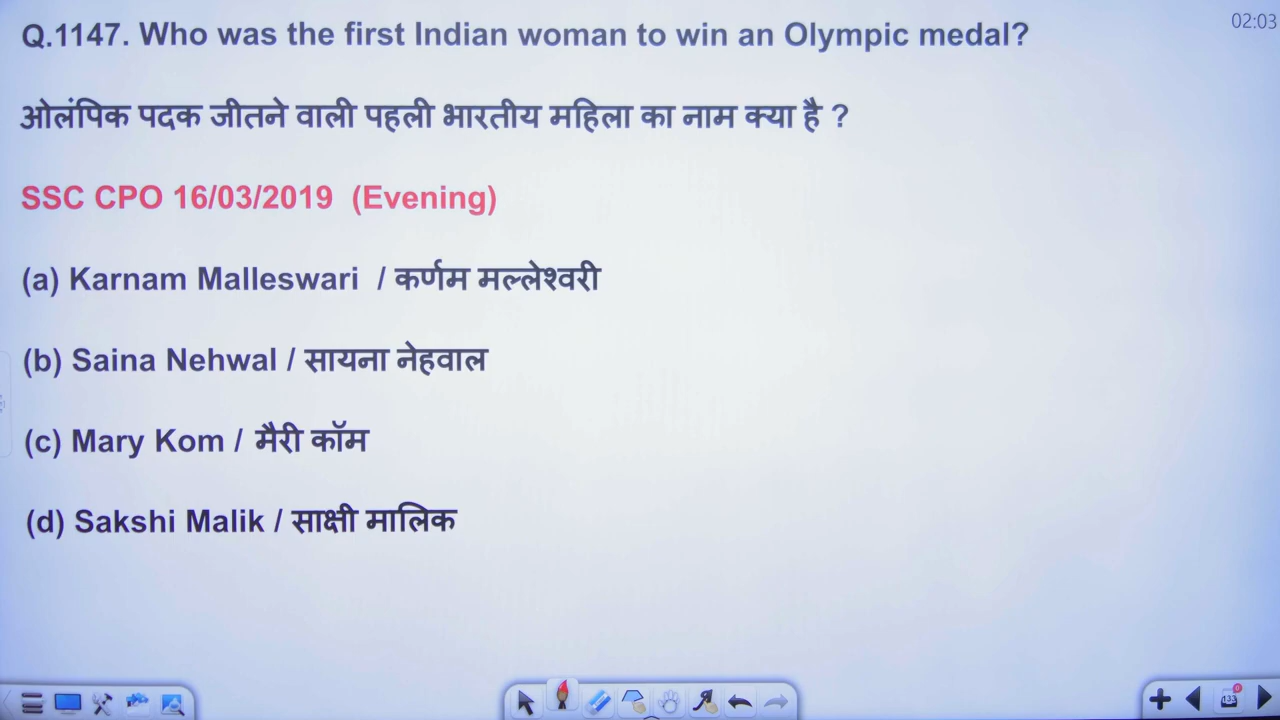 02:03
Q.1147. Who was the first Indian woman to win an Olympic medal?
ओलंपिक पदक जीतने वाली पहली भारतीय महिला का नाम क्या है ?
SSC CPO 16/03/2019 (Evening)
(a) Karnam Malleswari / कर्णम मल्लेश्वरी
(b) Saina Nehwal / सायना नेहवाल
(c) Mary Kom / मैरी कॉम
(d) Sakshi Malik / साक्षी मालिक
133